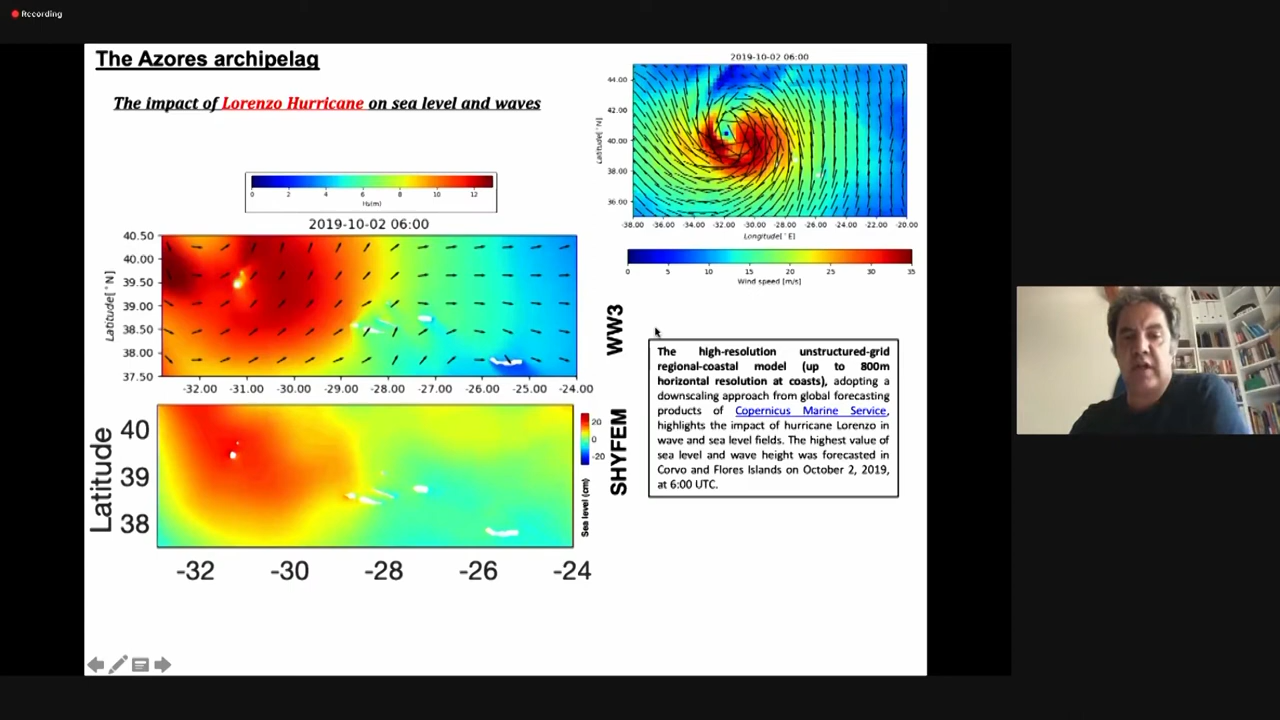 Recording
The Azores archipelag
The impact of Lorenzo Hurricane on sea level and waves
0 2 4 6 8 10 12
Hs(m)
2019-10-02 06:00
40.50
40.00
39.50
39.00
38.50
38.00
37.50
Latitude[°N]
-32.00 -31.00 -30.00 -29.00 -28.00 -27.00 -26.00 -25.00 -24.00
40
39
38
Latitude
-32 -30 -28 -26 -24
20
0
-20
Sea level (cm)
2019-10-02 06:00
44.00
42.00
40.00
38.00
36.00
Latitude[°N]
-38.00 -36.00 -34.00 -32.00 -30.00 -28.00 -26.00 -24.00 -22.00 -20.00
Longitude[°E]
0 5 10 15 20 25 30 35
Wind speed [m/s]
WW3
SHYFEM
The high-resolution unstructured-grid
regional-coastal model (up to 800m
horizontal resolution at coasts), adopting a
downscaling approach from global forecasting
products of Copernicus Marine Service,
highlights the impact of hurricane Lorenzo in
wave and sea level fields. The highest value of
sea level and wave height was forecasted in
Corvo and Flores Islands on October 2, 2019,
at 6:00 UTC.